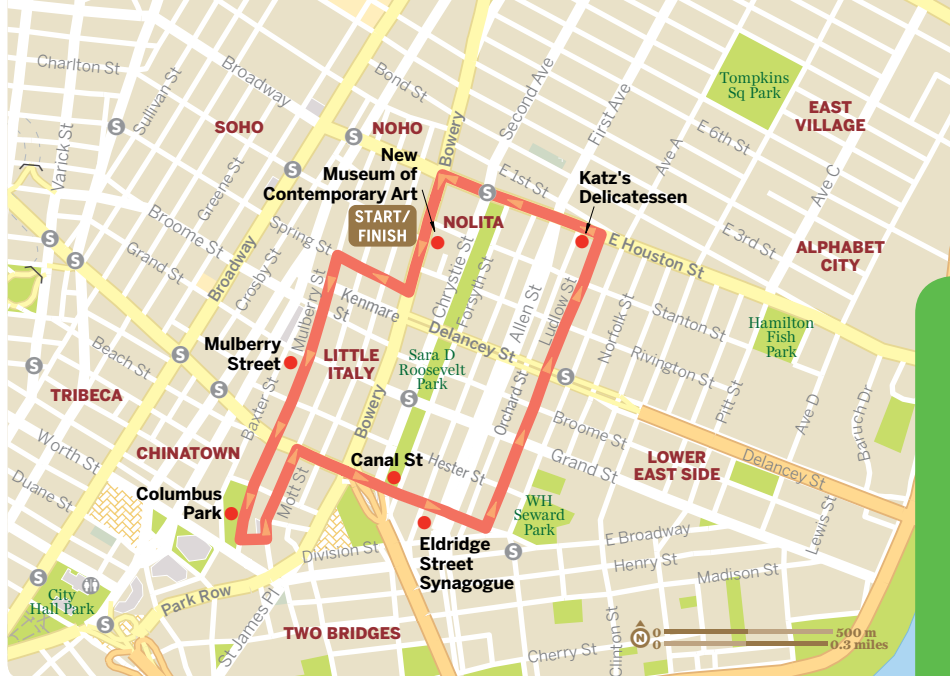 Charlton St
Sullivan St
Broadway
Bond St
Second Ave
First Ave
Tompkins
Sq Park
EAST
VILLAGE
Varick St
SOHO
NOHO
Bowery
E 6th St
Ave A
Ave C
New
Museum of
Contemporary Art
E 1st St
Katz's
Delicatessen
Greene St
START/
FINISH
NOLITA
Broome St
Spring St
E 3rd St
ALPHABET
CITY
Grand St
Broadway
Crosby St
Chrystie St
Forsyth St
E Houston St
Mulberry St
Kenmare
St
Allen St
Ludlow St
Norfolk St
Stanton St
Hamilton
Fish
Park
Delancey St
Beach St
Mulberry
Street
LITTLE
ITALY
Sara D
Roosevelt
Park
Rivington St
TRIBECA
Baxter St
Bowery
Orchard St
Pitt St
Ave D
Baruch Dr
Worth St
CHINATOWN
Canal St
Hester St
Broome St
Grand St
LOWER
EAST SIDE
Delancey St
Duane St
Columbus
Park
Mott St
WH
Seward
Park
Lewis St
Division St
Eldridge
Street
Synagogue
E Broadway
Henry St
Madison St
City
Hall Park
Park Row
St James Pl
TWO BRIDGES
Clinton St
Cherry St
N
0
500 m
0
0.3 miles
S
S
S
S
S
S
S
S
S
S
S
S
S
S